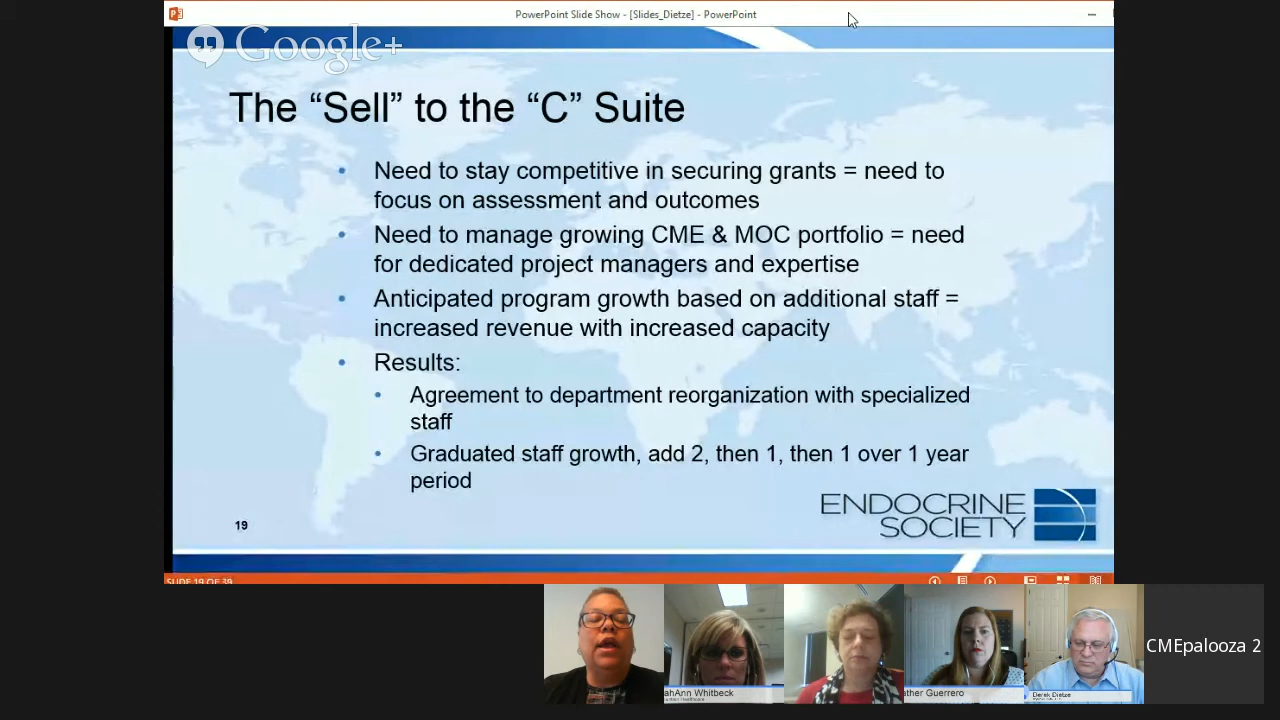 PowerPoint Slide Show - [Slides_Dietze] - PowerPoint
Google+
The “Sell” to the “C” Suite
• Need to stay competitive in securing grants = need to
focus on assessment and outcomes
• Need to manage growing CME & MOC portfolio = need
for dedicated project managers and expertise
• Anticipated program growth based on additional staff =
increased revenue with increased capacity
• Results:
• Agreement to department reorganization with specialized
staff
• Graduated staff growth, add 2, then 1, then 1 over 1 year
period
ENDOCRINE
SOCIETY
19
SLIDE 19 OF 39
CMEpalooza 2
ahAnn Whitbeck
ther Guerrero
Derek Dietze